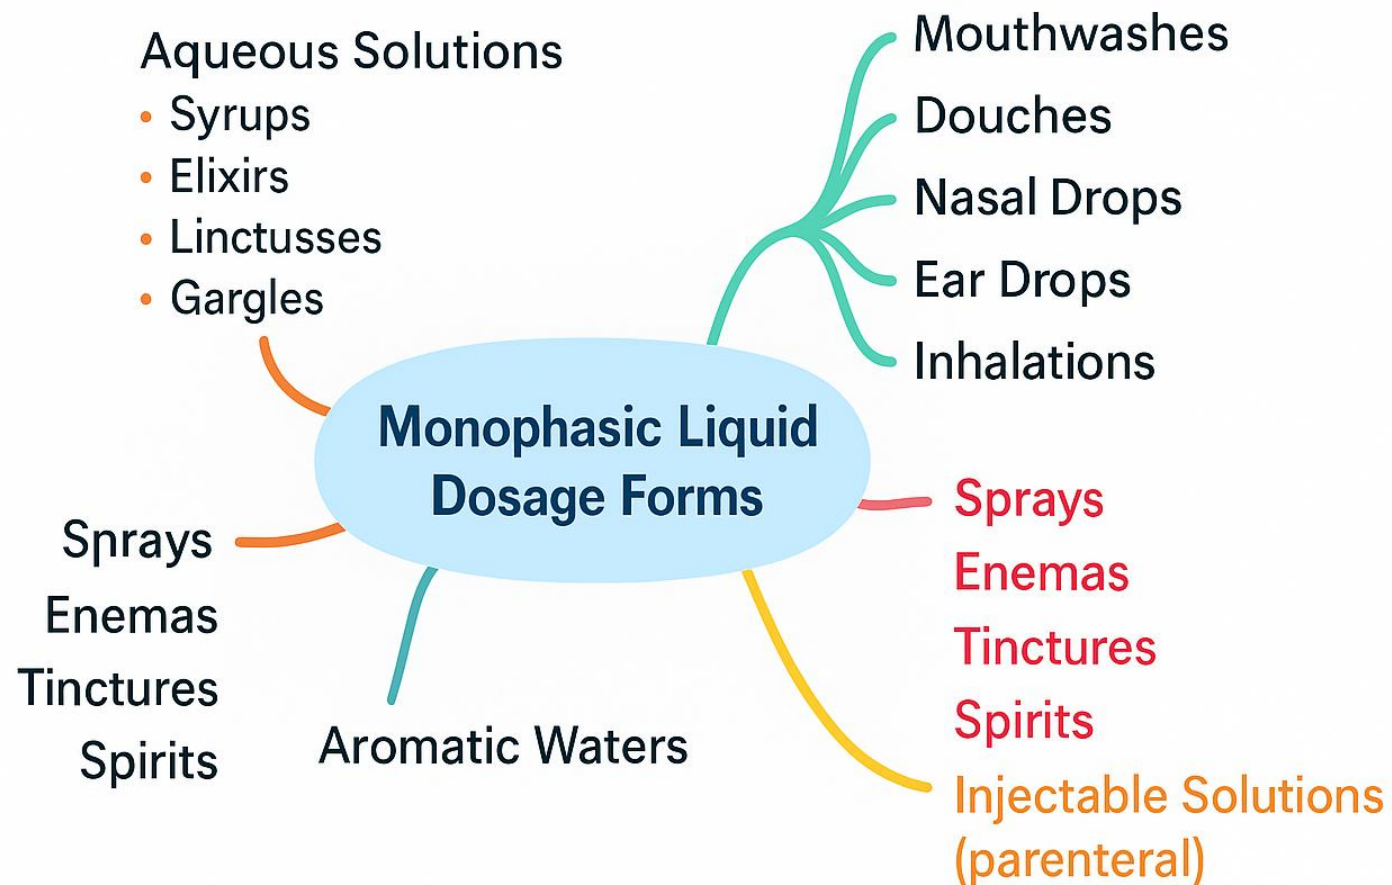 Aqueous Solutions
• Syrups
• Elixirs
• Linctusses
• Gargles
Mouthwashes
Douches
Nasal Drops
Ear Drops
Inhalations
Monophasic Liquid
Dosage Forms
Sprays
Enemas
Tinctures
Spirits
Aromatic Waters
Sprays
Enemas
Tinctures
Spirits
Injectable Solutions
(parenteral)